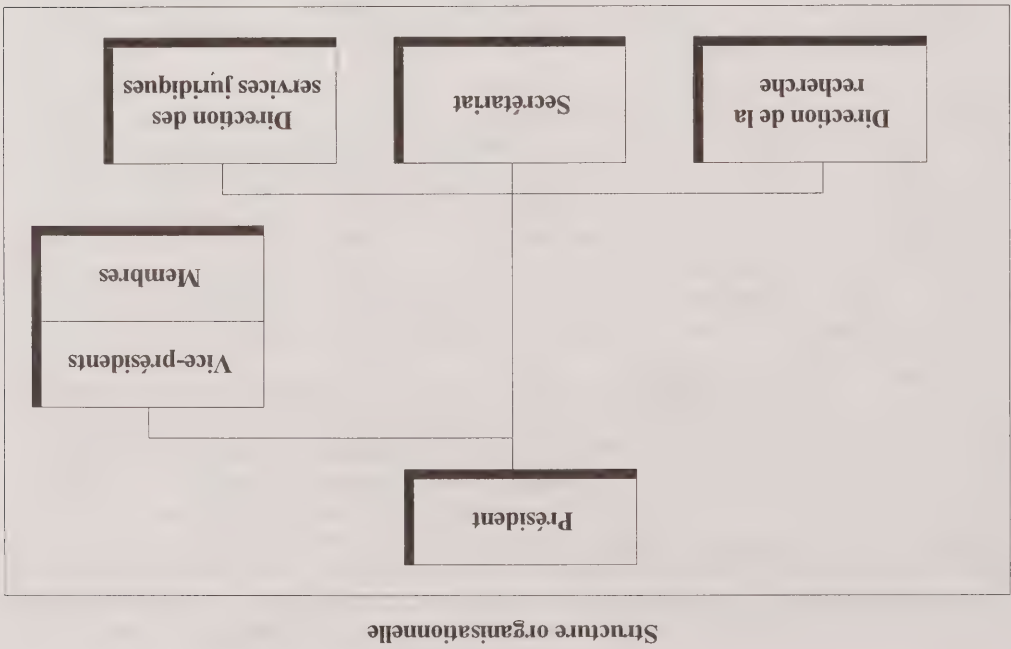 Structure organisationnelle
Président
Vice-présidents
Membres
Direction de la
recherche
Secrétariat
Direction des
services juridiques